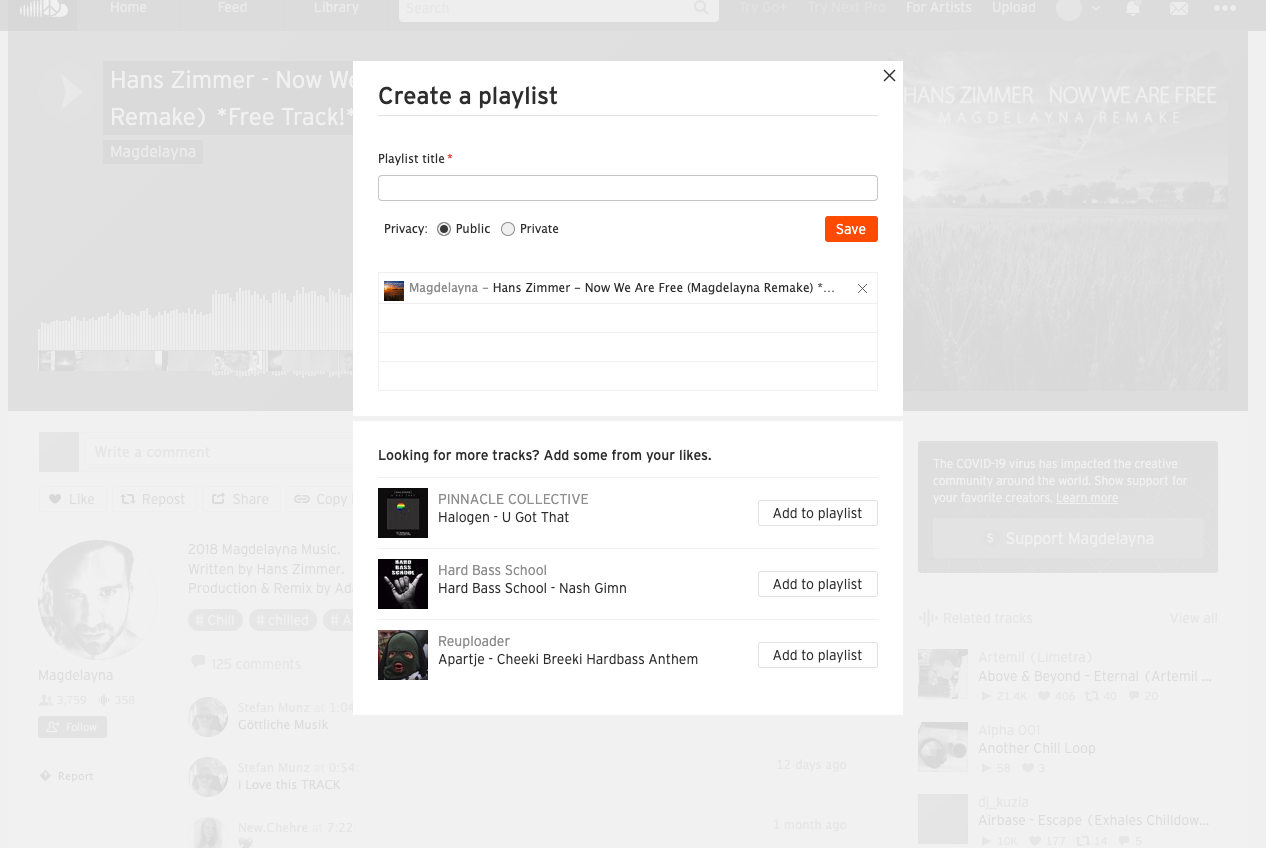 Home
Feed
Library
Search
Try Go+
Try Next Pro
For Artists
Upload
Hans Zimmer - Now We
Remake) *Free Track!*
Magdelayna
HANS ZIMMER NOW WE ARE FREE
MAGDELAYNA REMAKE
Create a playlist
Playlist title *
Privacy: Public Private
Save
Magdelayna – Hans Zimmer – Now We Are Free (Magdelayna Remake) *...
Looking for more tracks? Add some from your likes.
PINNACLE COLLECTIVE
Halogen - U Got That
Add to playlist
HARD
BASS
SCHOOL
Hard Bass School
Hard Bass School - Nash Gimn
Add to playlist
Reuploader
Apartje - Cheeki Breeki Hardbass Anthem
Add to playlist
Write a comment
Like
Repost
Share
Copy
2018 Magdelayna Music.
Written by Hans Zimmer.
Production & Remix by
# Chill
# chilled
#
125 comments
Magdelayna
3,759 358
Follow
Report
Stefan Munz at 1:04
Göttliche Musik
Stefan Munz at 0:54
I Love this TRACK
12 days ago
New.Chehre at 7:22
1 month ago
The COVID-19 virus has impacted the creative
community around the world. Show support for
your favorite creators. Learn more
$ Support Magdelayna
Related tracks
View all
Artemil (Limetra)
Above & Beyond - Eternal (Artemil ...
21.4K 406 40 20
Alpha 001
Another Chill Loop
56 3
dj_kuzia
Airbase - Escape (Exhales Chilldow...
10K 177 14 5